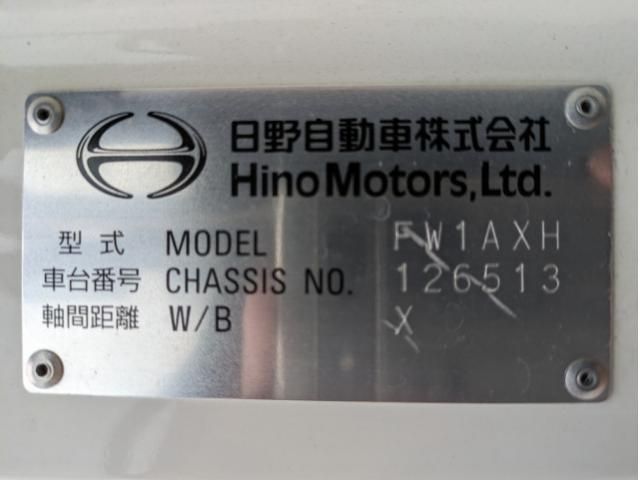 日野自動車株式会社
Hino Motors, Ltd.
型式 MODEL FW1AXH
車台番号 CHASSIS NO. 126513
軸間距離 W/B X